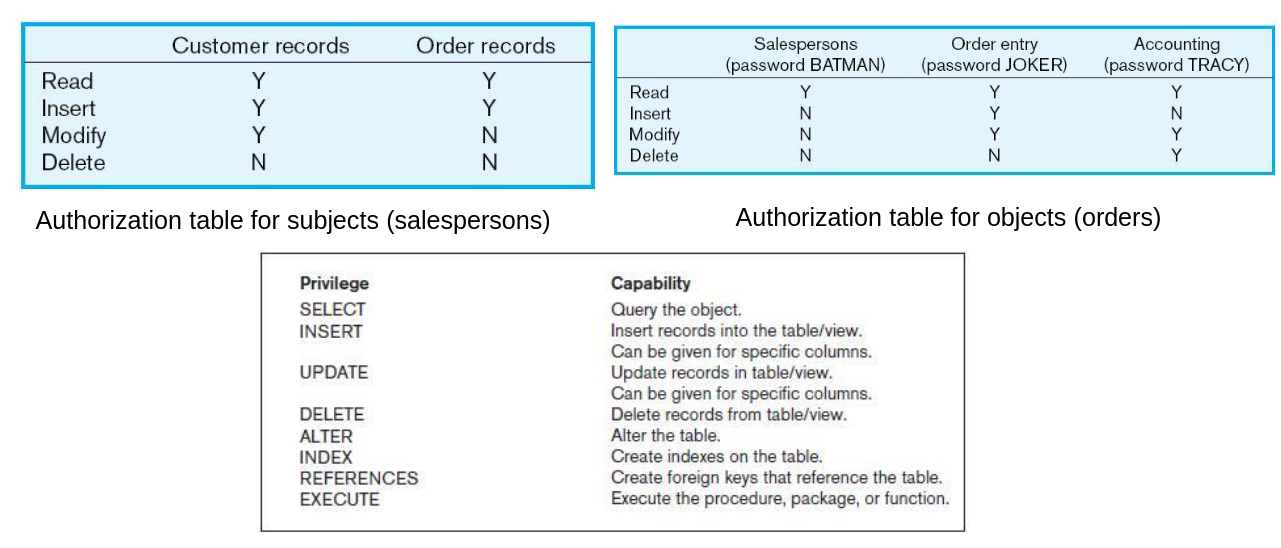 Customer records Order records
Read Y Y
Insert Y Y
Modify Y N
Delete N N
Authorization table for subjects (salespersons)
Salespersons Order entry Accounting
(password BATMAN) (password JOKER) (password TRACY)
Read Y Y Y
Insert N Y N
Modify N Y Y
Delete N N Y
Authorization table for objects (orders)
Privilege Capability
SELECT Query the object.
INSERT Insert records into the table/view.
Can be given for specific columns.
UPDATE Update records in table/view.
Can be given for specific columns.
DELETE Delete records from table/view.
ALTER Alter the table.
INDEX Create indexes on the table.
REFERENCES Create foreign keys that reference the table.
EXECUTE Execute the procedure, package, or function.